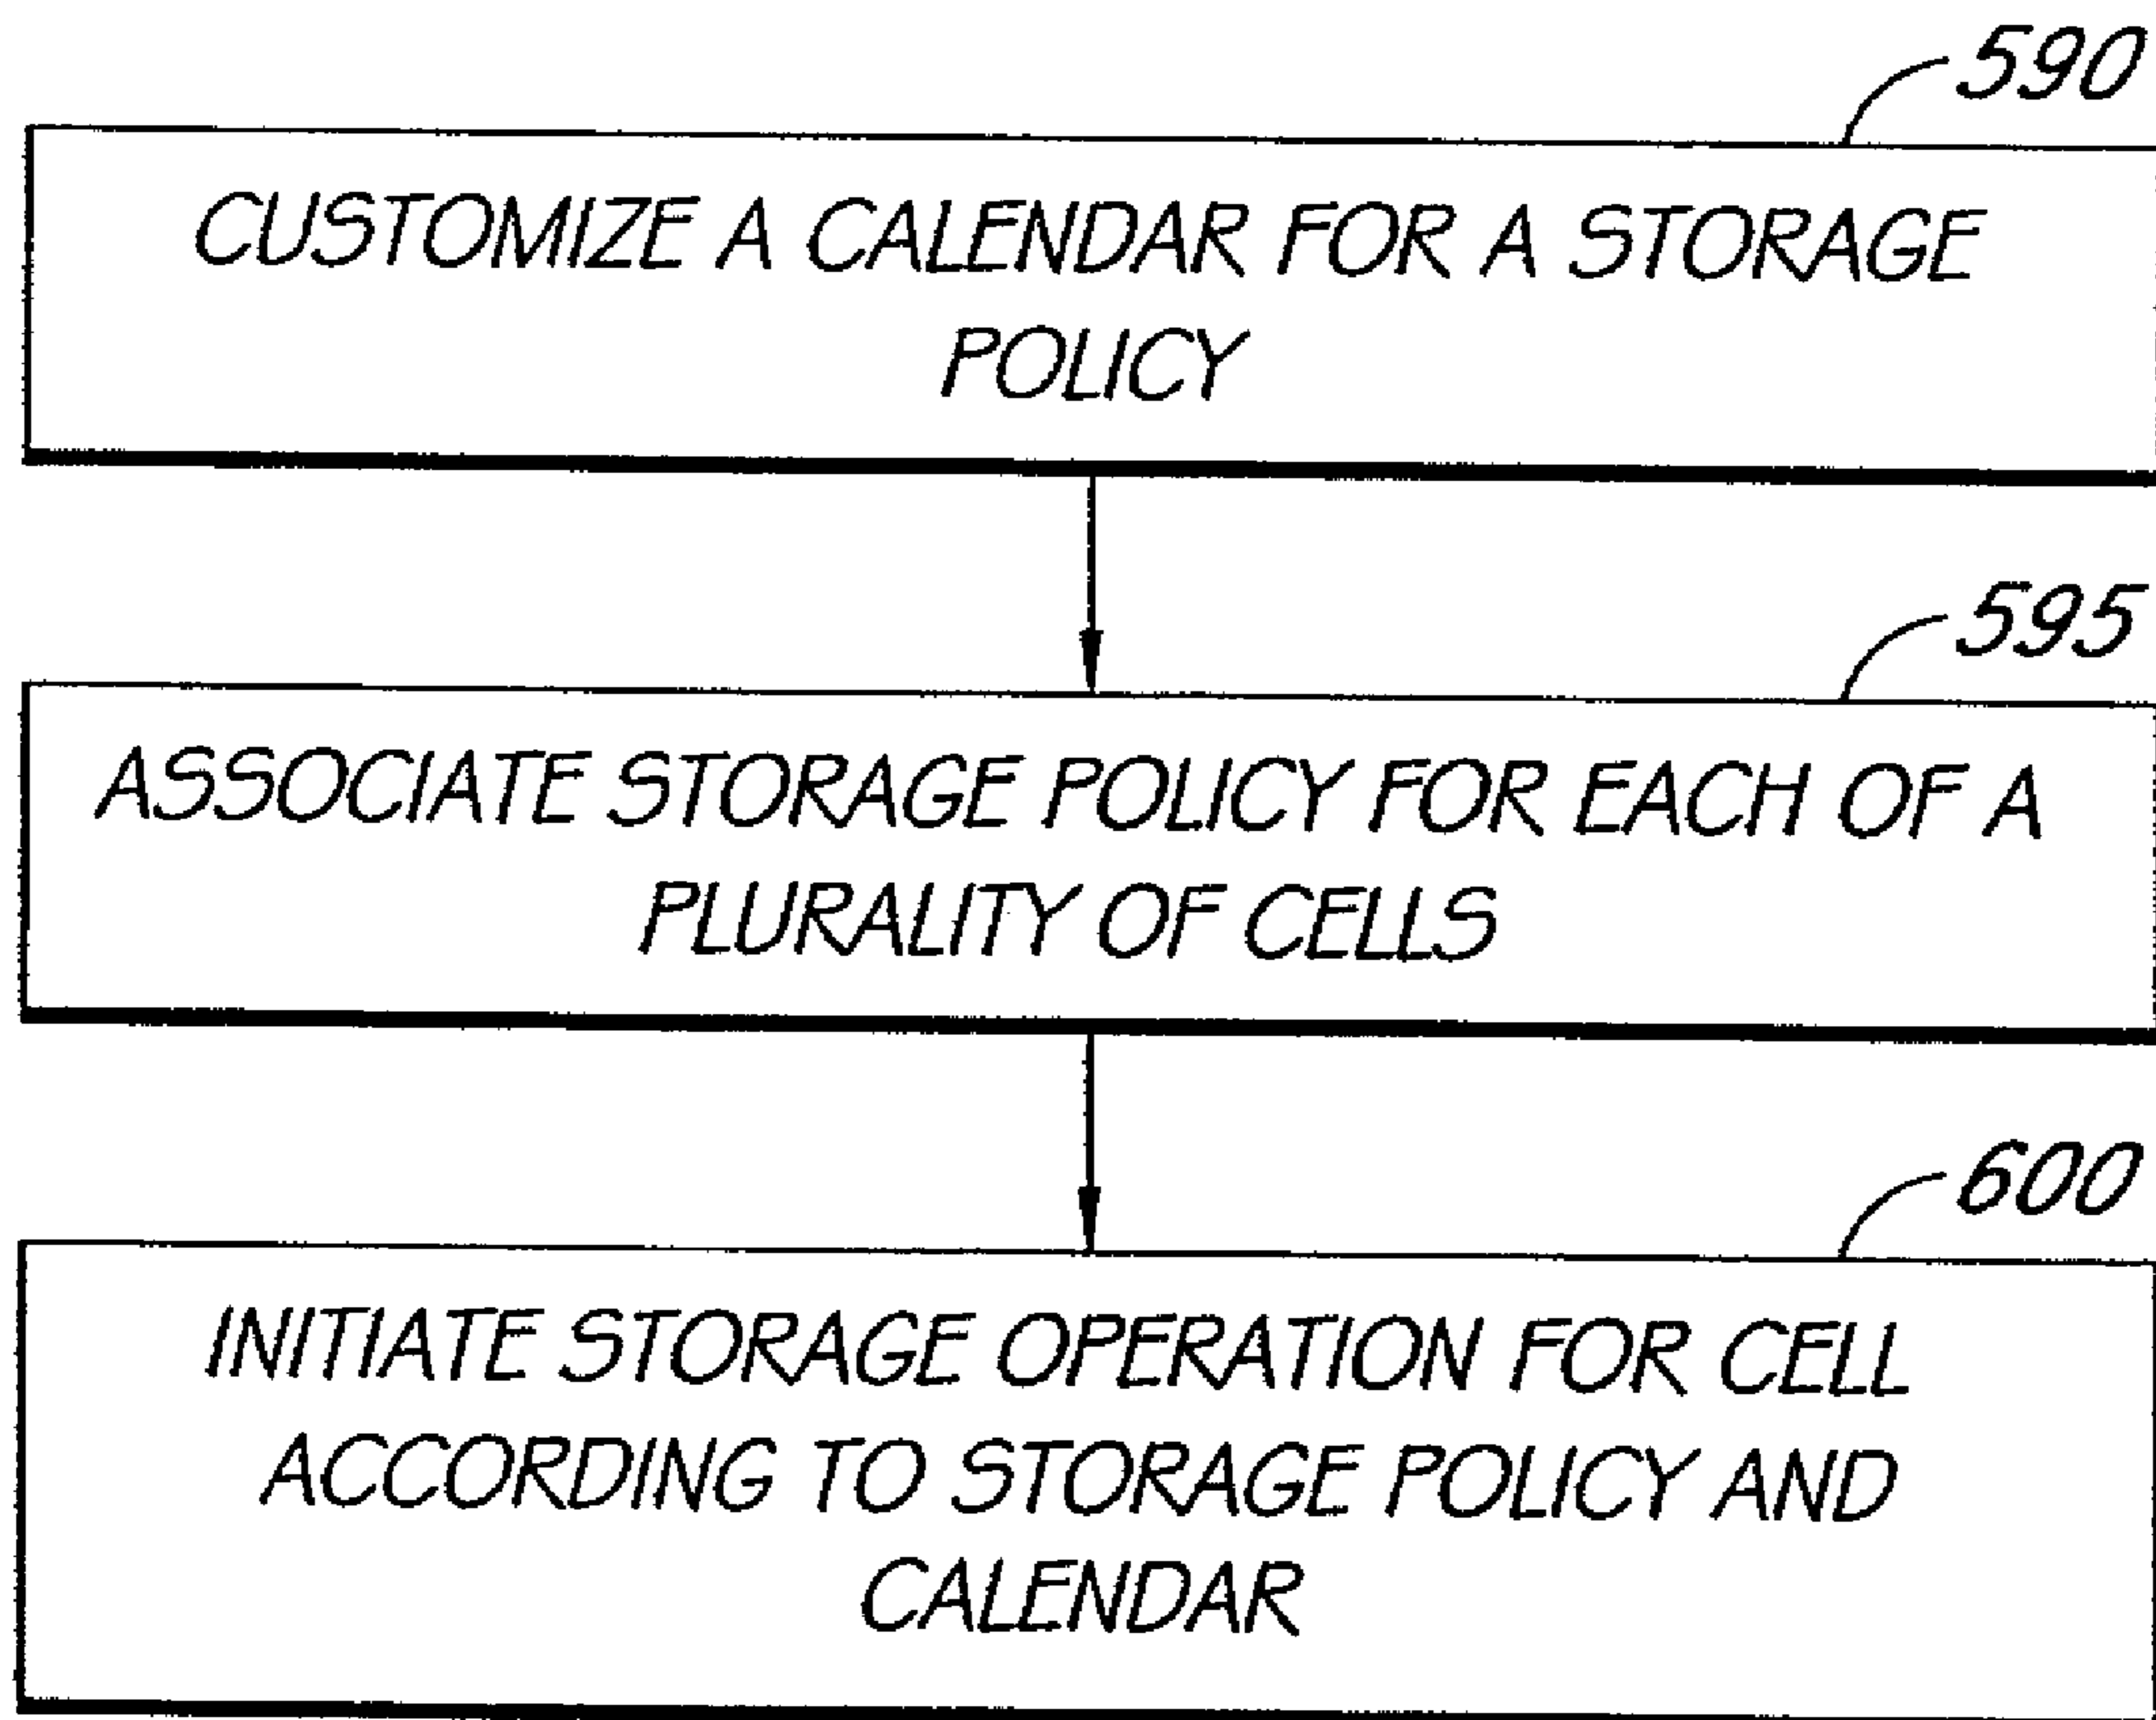 590
CUSTOMIZE A CALENDAR FOR A STORAGE
POLICY
595
ASSOCIATE STORAGE POLICY FOR EACH OF A
PLURALITY OF CELLS
600
INITIATE STORAGE OPERATION FOR CELL
ACCORDING TO STORAGE POLICY AND
CALENDAR